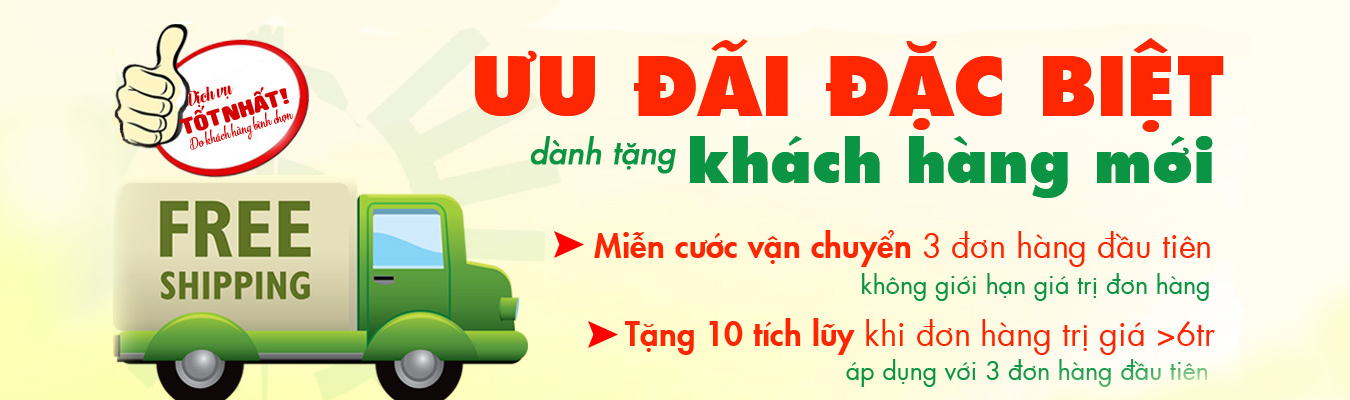 Dịch vụ
TỐT NHẤT!
Do khách hàng bình chọn
FREE
SHIPPING
ƯU ĐÃI ĐẶC BIỆT
dành tặng khách hàng mới
Miễn cước vận chuyển 3 đơn hàng đầu tiên
không giới hạn giá trị đơn hàng
Tặng 10 tích lũy khi đơn hàng trị giá >6tr
áp dụng với 3 đơn hàng đầu tiên